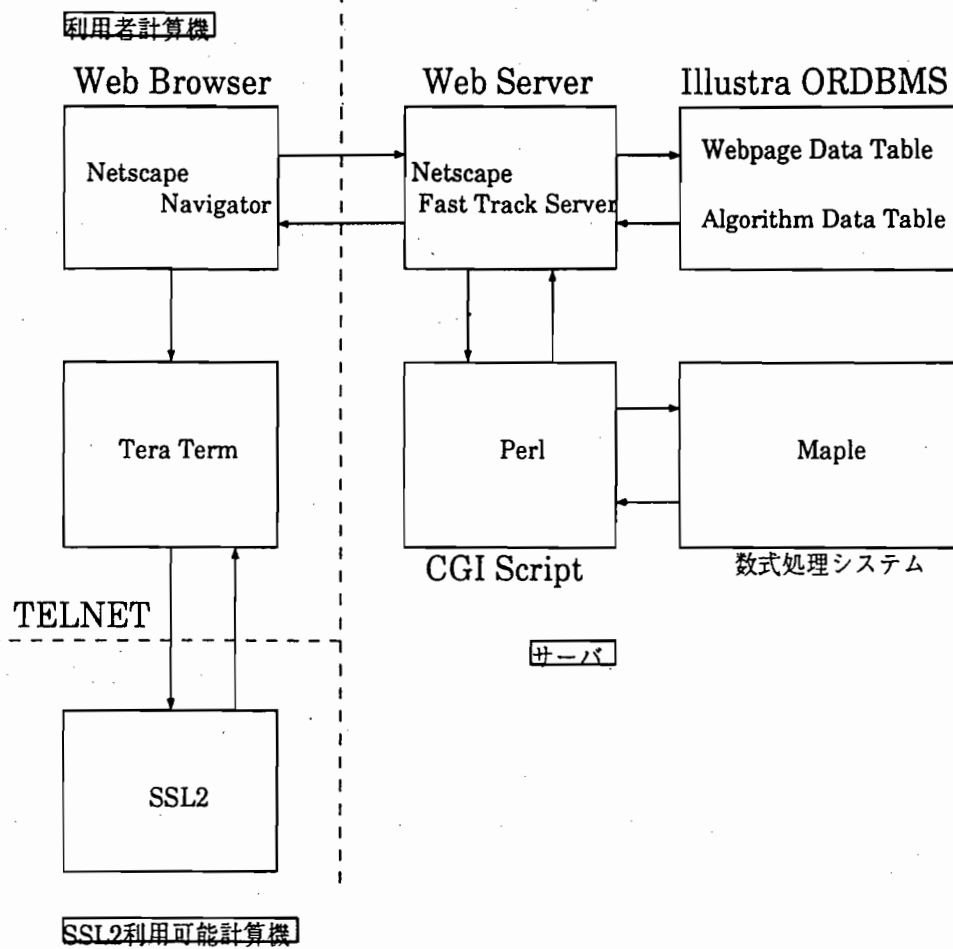 利用者計算機
Web Browser
Web Server
Illustra ORDBMS
Netscape
Navigator
Netscape
Fast Track Server
Webpage Data Table
Algorithm Data Table
Tera Term
Perl
Maple
CGI Script
数式処理システム
TELNET
サーバ
SSL2
SSL2利用可能計算機